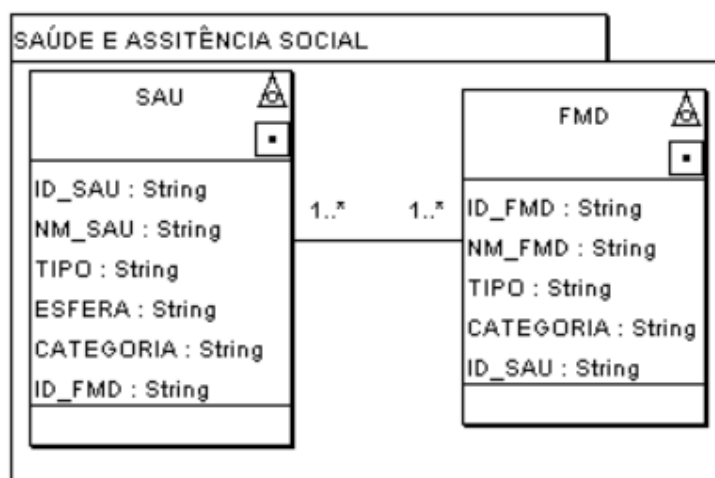 SAÚDE E ASSITÊNCIA SOCIAL
SAU
ID_SAU : String
NM_SAU : String
TIPO : String
ESFERA : String
CATEGORIA : String
ID_FMD : String
1..* 1..*
FMD
ID_FMD : String
NM_FMD : String
TIPO : String
CATEGORIA : String
ID_SAU : String